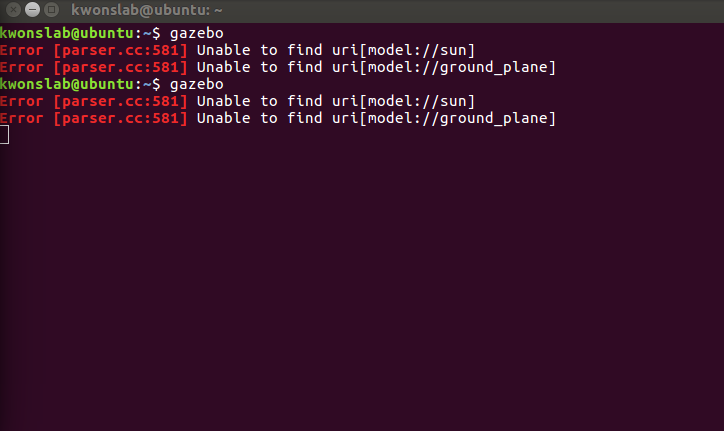 kwonslab@ubuntu: ~
kwonslab@ubuntu:~$ gazebo
Error [parser.cc:581] Unable to find uri[model://sun]
Error [parser.cc:581] Unable to find uri[model://ground_plane]
kwonslab@ubuntu:~$ gazebo
Error [parser.cc:581] Unable to find uri[model://sun]
Error [parser.cc:581] Unable to find uri[model://ground_plane]